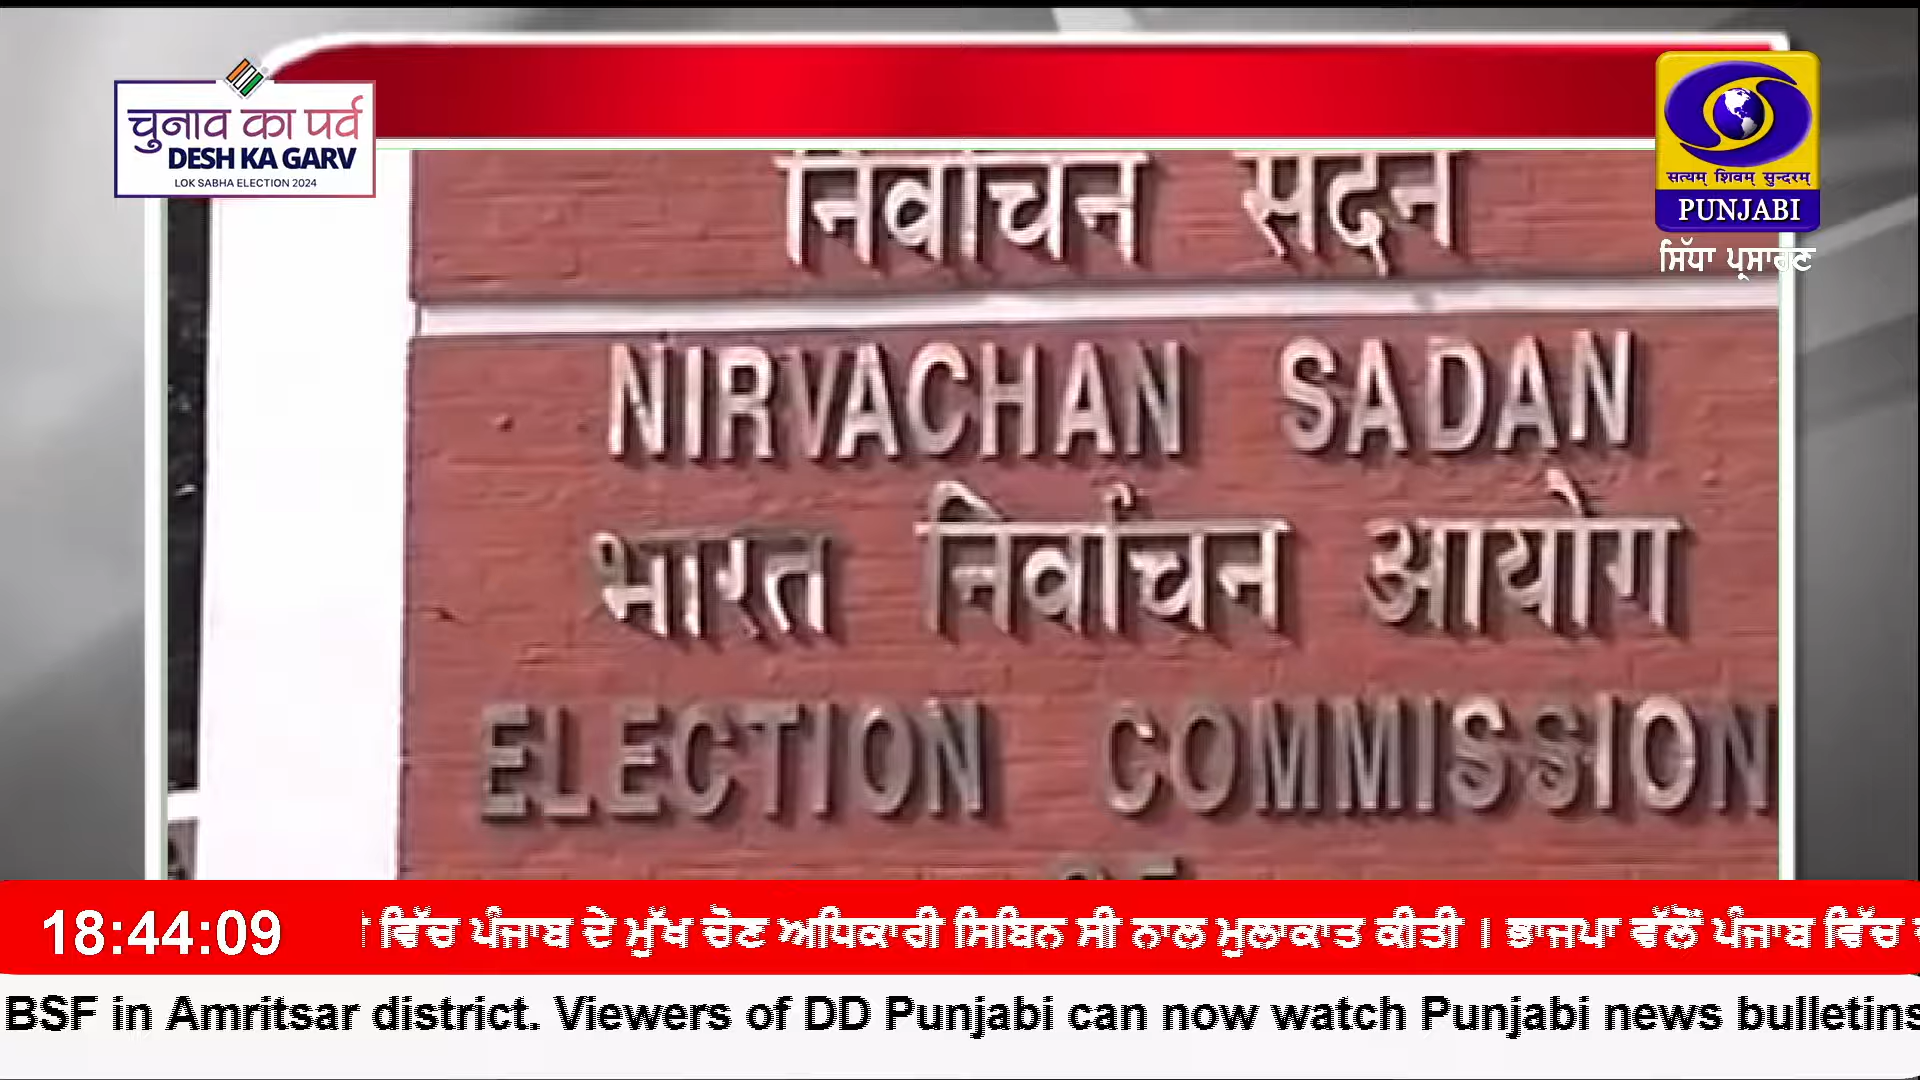 चुनाव का पर्व
DESH KA GARV
LOK SABHA ELECTION 2024
सत्यम् शिवम् सुन्दरम्
PUNJABI
ਸਿੱਧਾ ਪ੍ਰਸਾਰਣ
निर्वाचन सदन
NIRVACHAN SADAN
भारत निर्वाचन आयोग
ELECTION COMMISSION
18:44:09
ਵਿੱਚ ਪੰਜਾਬ ਦੇ ਮੁੱਖ ਚੋਣ ਅਧਿਕਾਰੀ ਸਿਬਿਨ ਸੀ ਨਾਲ ਮੁਲਾਕਾਤ ਕੀਤੀ । ਭਾਜਪਾ ਵੱਲੋਂ ਪੰਜਾਬ ਵਿੱਚ
BSF in Amritsar district. Viewers of DD Punjabi can now watch Punjabi news bulletins